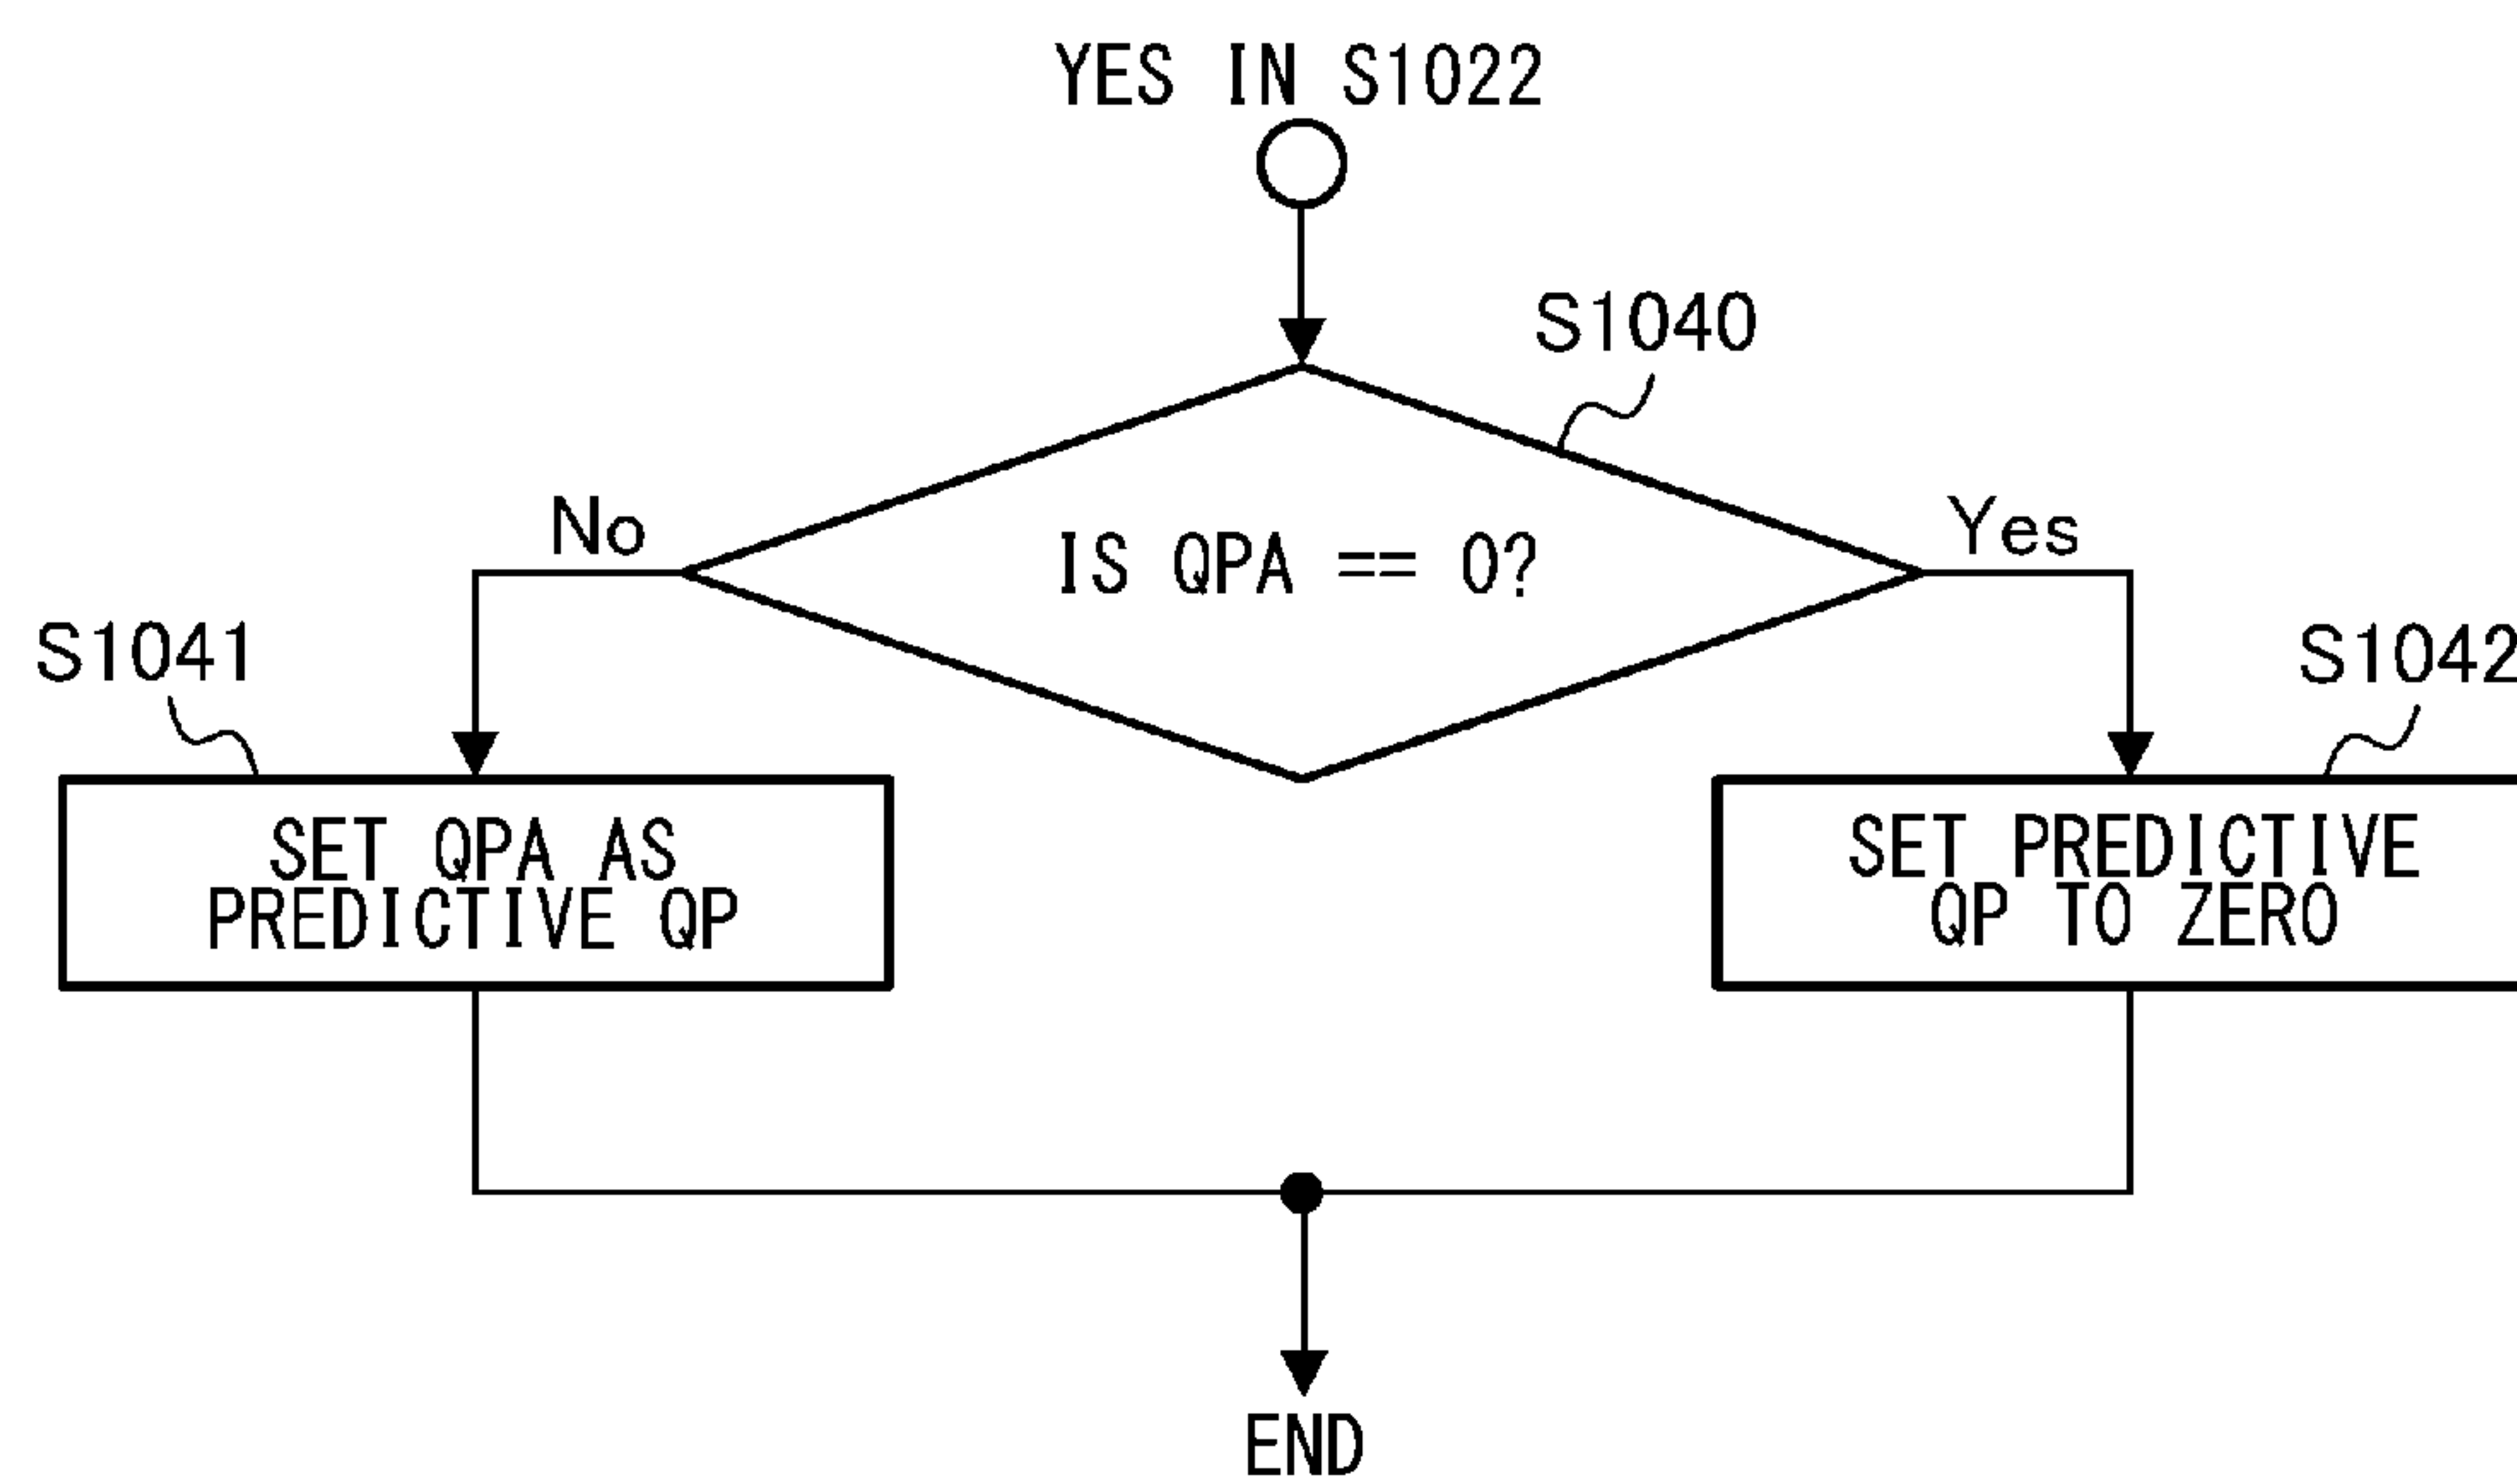 YES IN S1022
S1040
No
IS QPA == 0?
Yes
S1041
S1042
SET QPA AS
PREDICTIVE QP
SET PREDICTIVE
QP TO ZERO
END